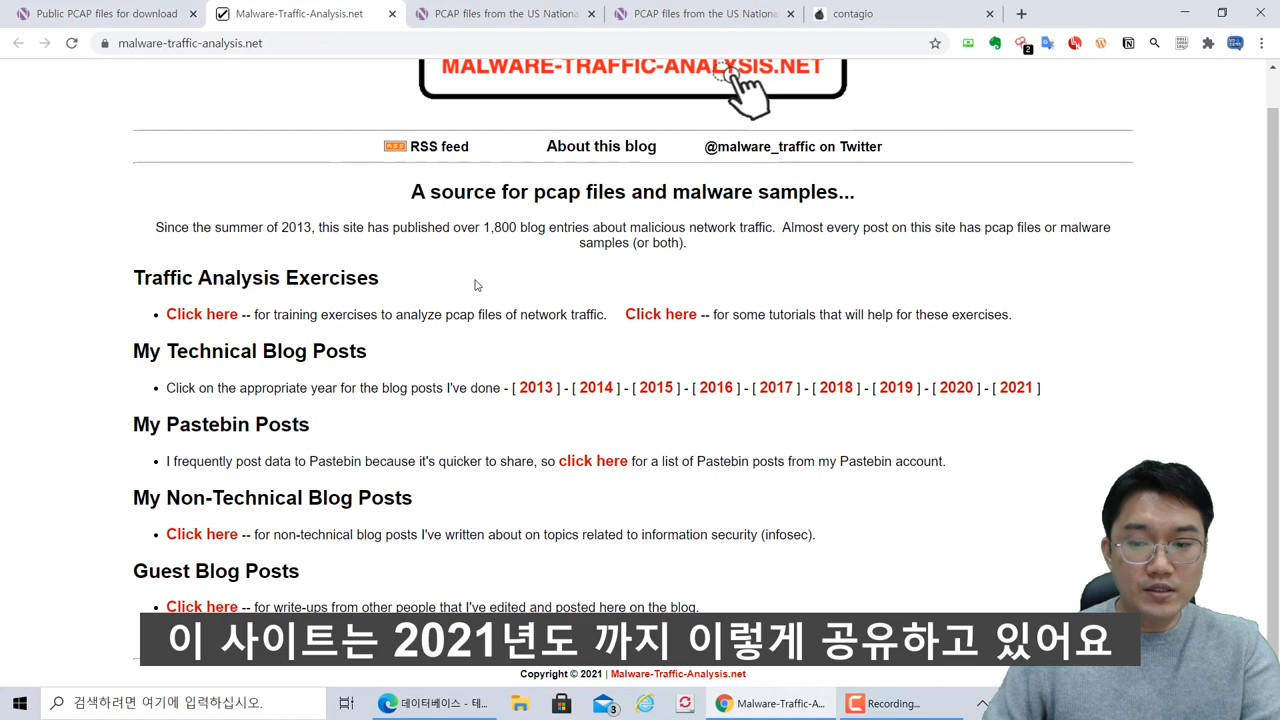 Public PCAP files for download
Malware-Traffic-Analysis.net
PCAP files from the US Nationa
PCAP files from the US Nationa
contagio
malware-traffic-analysis.net
2
MALWARE-TRAFFIC-ANALYSIS.NET
RSS RSS feed
About this blog
@malware_traffic on Twitter
A source for pcap files and malware samples...
Since the summer of 2013, this site has published over 1,800 blog entries about malicious network traffic. Almost every post on this site has pcap files or malware
samples (or both).
Traffic Analysis Exercises
• Click here -- for training exercises to analyze pcap files of network traffic. Click here -- for some tutorials that will help for these exercises.
My Technical Blog Posts
• Click on the appropriate year for the blog posts I've done - [ 2013 ] - [ 2014 ] - [ 2015 ] - [ 2016 ] - [ 2017 ] - [ 2018 ] - [ 2019 ] - [ 2020 ] - [ 2021 ]
My Pastebin Posts
• I frequently post data to Pastebin because it's quicker to share, so click here for a list of Pastebin posts from my Pastebin account.
My Non-Technical Blog Posts
• Click here -- for non-technical blog posts I've written about on topics related to information security (infosec).
Guest Blog Posts
• Click here -- for write-ups from other people that I've edited and posted here on the blog.
이 사이트는 2021년도 까지 이렇게 공유하고 있어요
Copyright © 2021 | Malware-Traffic-Analysis.net
검색하려면 여기에 입력하십시오.
데이터베이스 - 테...
3
Malware-Traffic-A...
Recording...